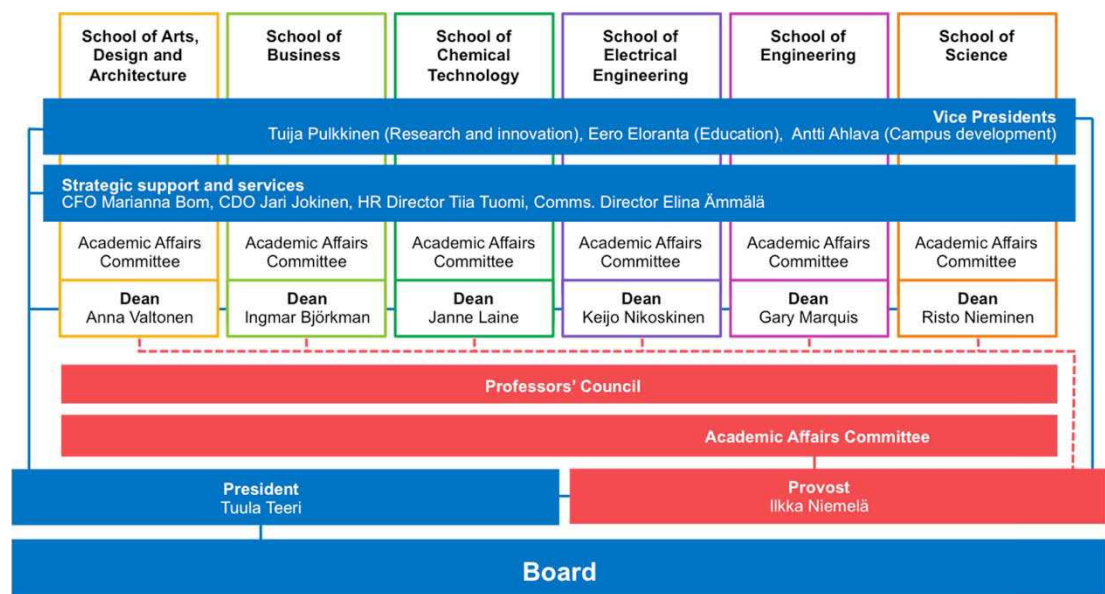 School of Arts,
Design and
Architecture
School of
Business
School of
Chemical
Technology
School of
Electrical
Engineering
School of
Engineering
School of
Science
Vice Presidents
Tuija Pulkkinen (Research and innovation), Eero Eloranta (Education), Antti Ahlava (Campus development)
Strategic support and services
CFO Marianna Bom, CDO Jari Jokinen, HR Director Tiia Tuomi, Comms. Director Elina Ämmälä
Academic Affairs
Committee
Academic Affairs
Committee
Academic Affairs
Committee
Academic Affairs
Committee
Academic Affairs
Committee
Academic Affairs
Committee
Dean
Anna Valtonen
Dean
Ingmar Björkman
Dean
Janne Laine
Dean
Keijo Nikoskinen
Dean
Gary Marquis
Dean
Risto Nieminen
Professors' Council
Academic Affairs Committee
President
Tuula Teeri
Provost
Ilkka Niemelä
Board